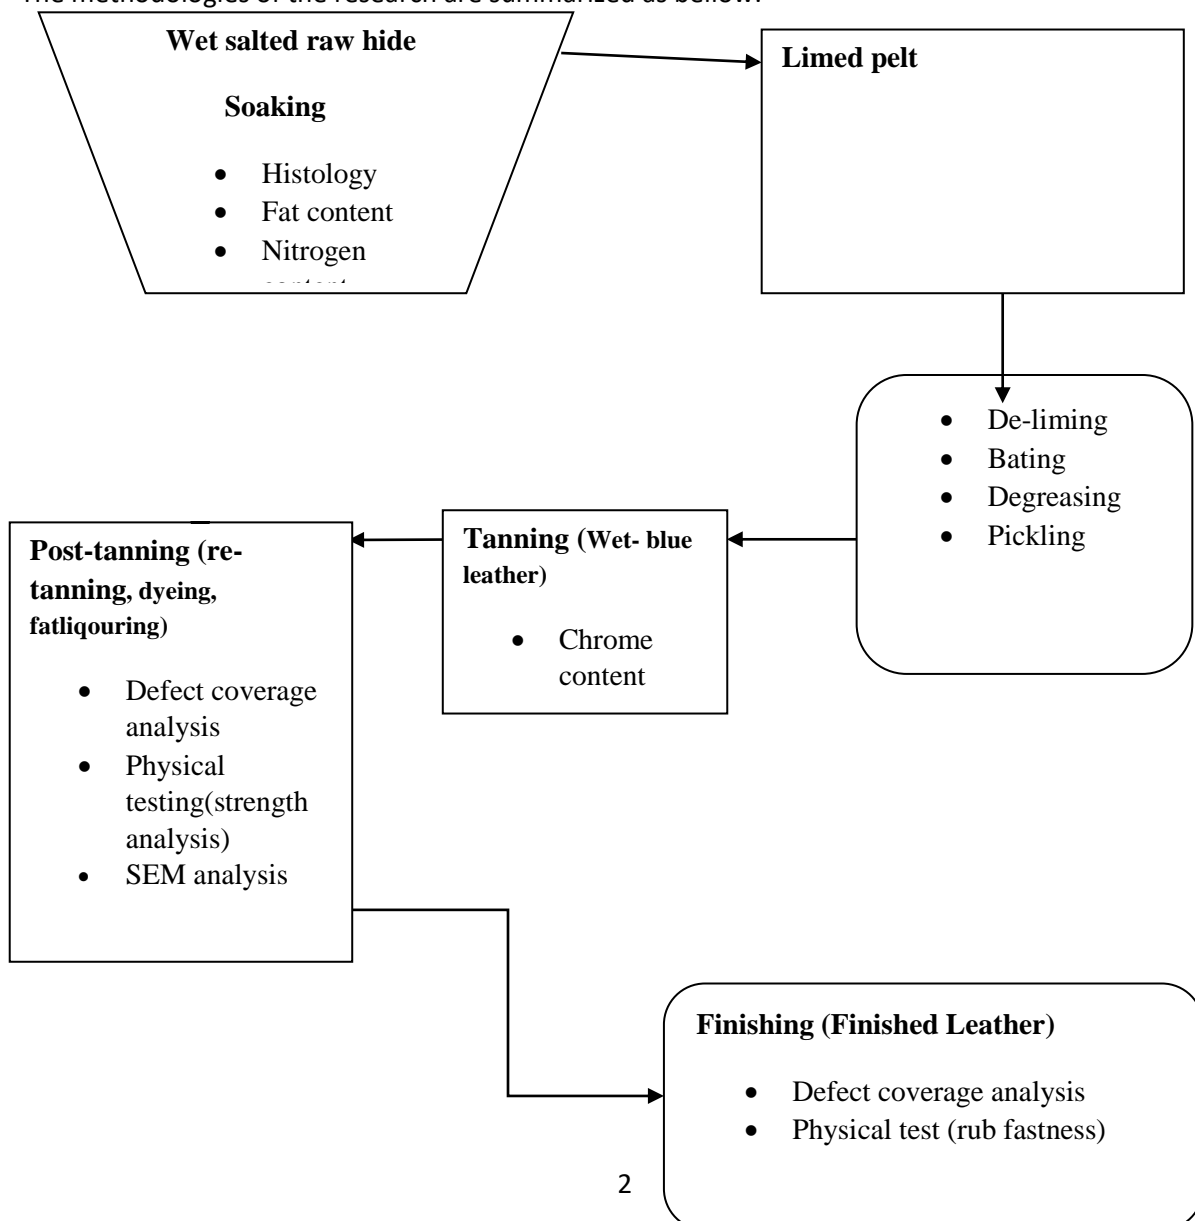 The methodologies of the research are summarized as bellow:
Wet salted raw hide
Soaking
• Histology
• Fat content
• Nitrogen
content
Limed pelt
• De-liming
• Bating
• Degreasing
• Pickling
Tanning (Wet- blue
leather)
• Chrome
content
Post-tanning (re-
tanning, dyeing,
fatliqouring)
• Defect coverage
analysis
• Physical
testing(strength
analysis)
• SEM analysis
Finishing (Finished Leather)
• Defect coverage analysis
• Physical test (rub fastness)
2